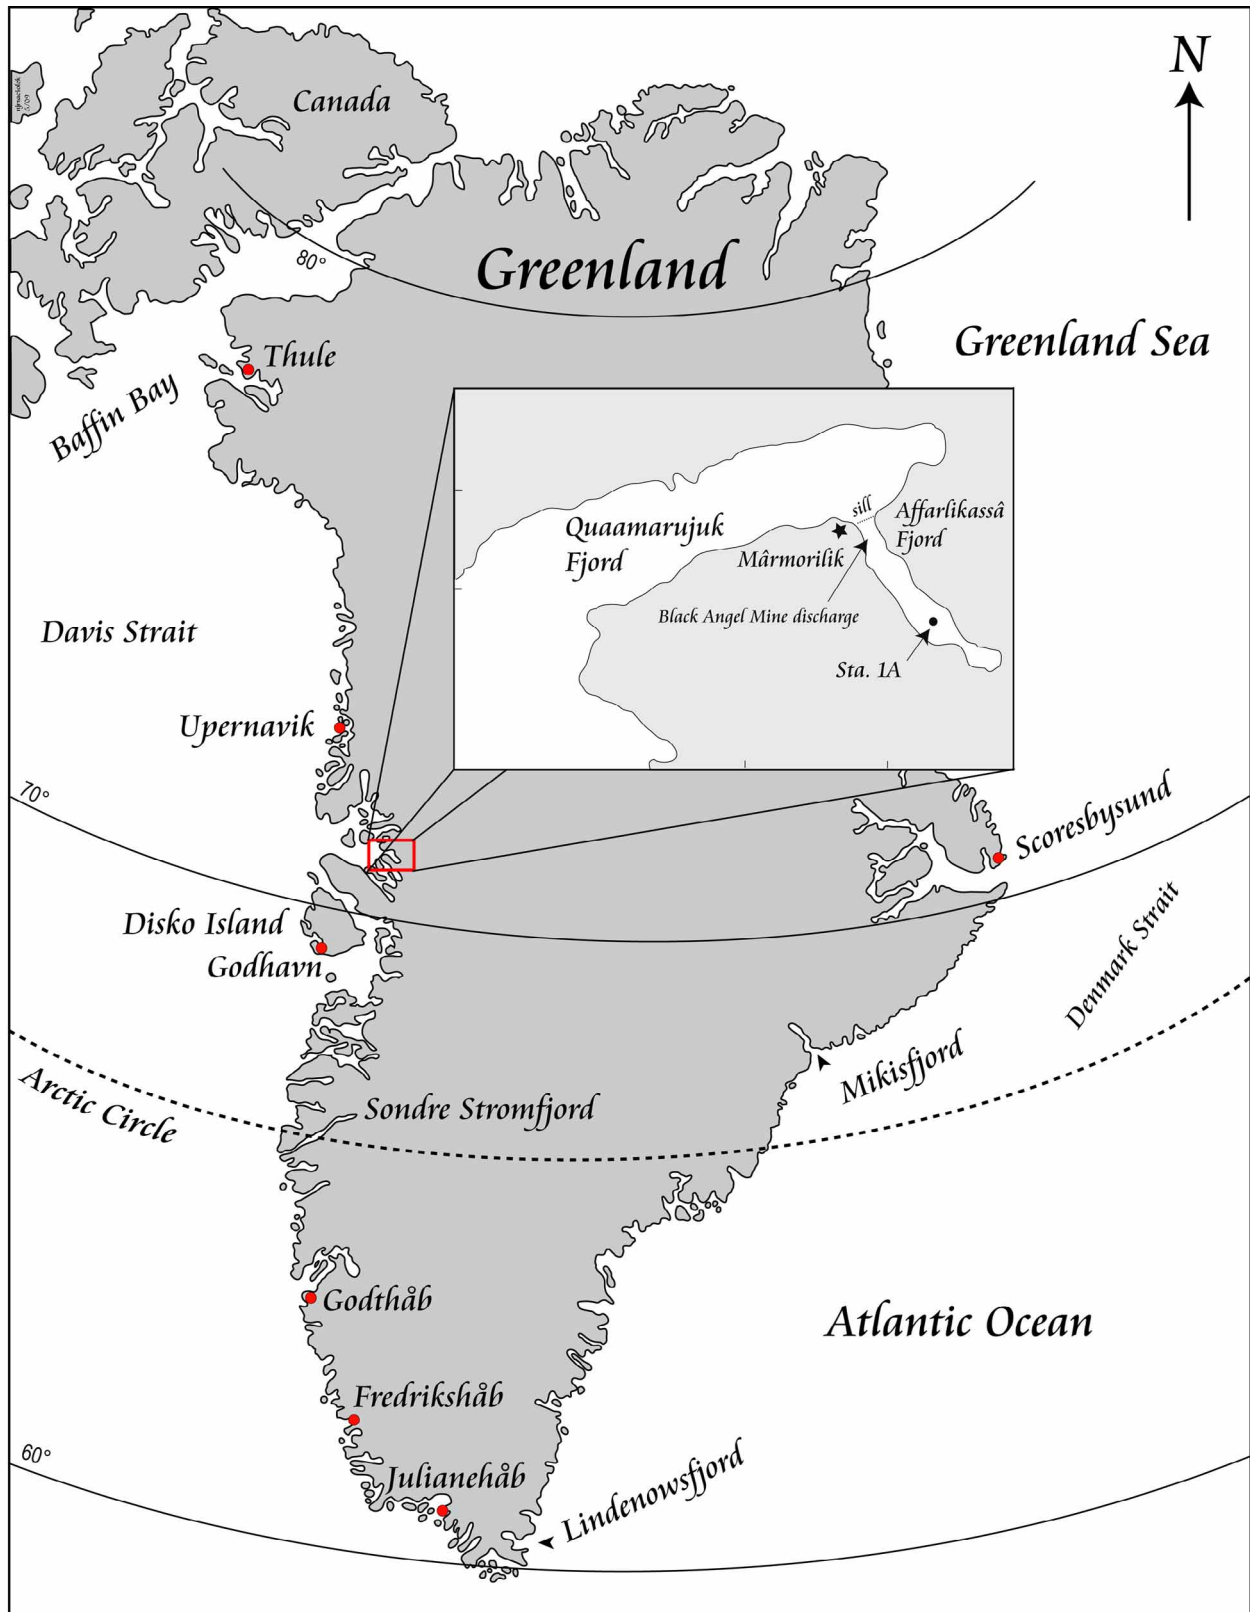 N
Canada
80°
Greenland
Greenland Sea
Thule
Baffin Bay
Quaamarujuk
Fjord
sill
Affarlikassâ
Fjord
Mârmorilik
Black Angel Mine discharge
Sta. 1A
Davis Strait
Upernavik
70°
Scoresbysund
Disko Island
Godhavn
Denmark Strait
Mikisfjord
Arctic Circle
Sondre Stromfjord
Godthåb
Atlantic Ocean
Fredrikshåb
60°
Julianehåb
Lindenowsfjord